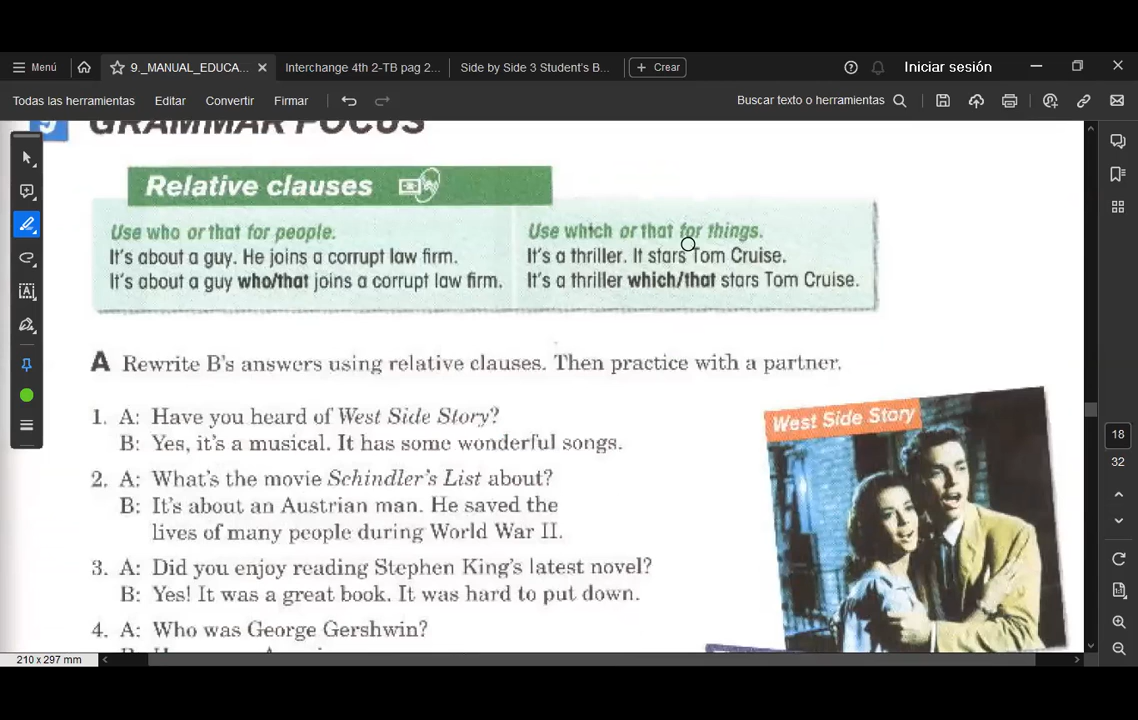 Menú
9._MANUAL_EDUCA...
Interchange 4th 2-TB pag 2...
Side by Side 3 Student's B...
Crear
Iniciar sesión
Todas las herramientas
Editar
Convertir
Firmar
Buscar texto o herramientas
9 GRAMMAR FOCUS
Relative clauses
Use who or that for people.
It's about a guy. He joins a corrupt law firm.
It's about a guy who/that joins a corrupt law firm.
Use which or that for things.
It's a thriller. It stars Tom Cruise.
It's a thriller which/that stars Tom Cruise.
A Rewrite B's answers using relative clauses. Then practice with a partner.
1. A: Have you heard of West Side Story?
B: Yes, it's a musical. It has some wonderful songs.
2. A: What's the movie Schindler's List about?
B: It's about an Austrian man. He saved the
lives of many people during World War II.
3. A: Did you enjoy reading Stephen King's latest novel?
B: Yes! It was a great book. It was hard to put down.
4. A: Who was George Gershwin?
West Side Story
18
32
210 x 297 mm